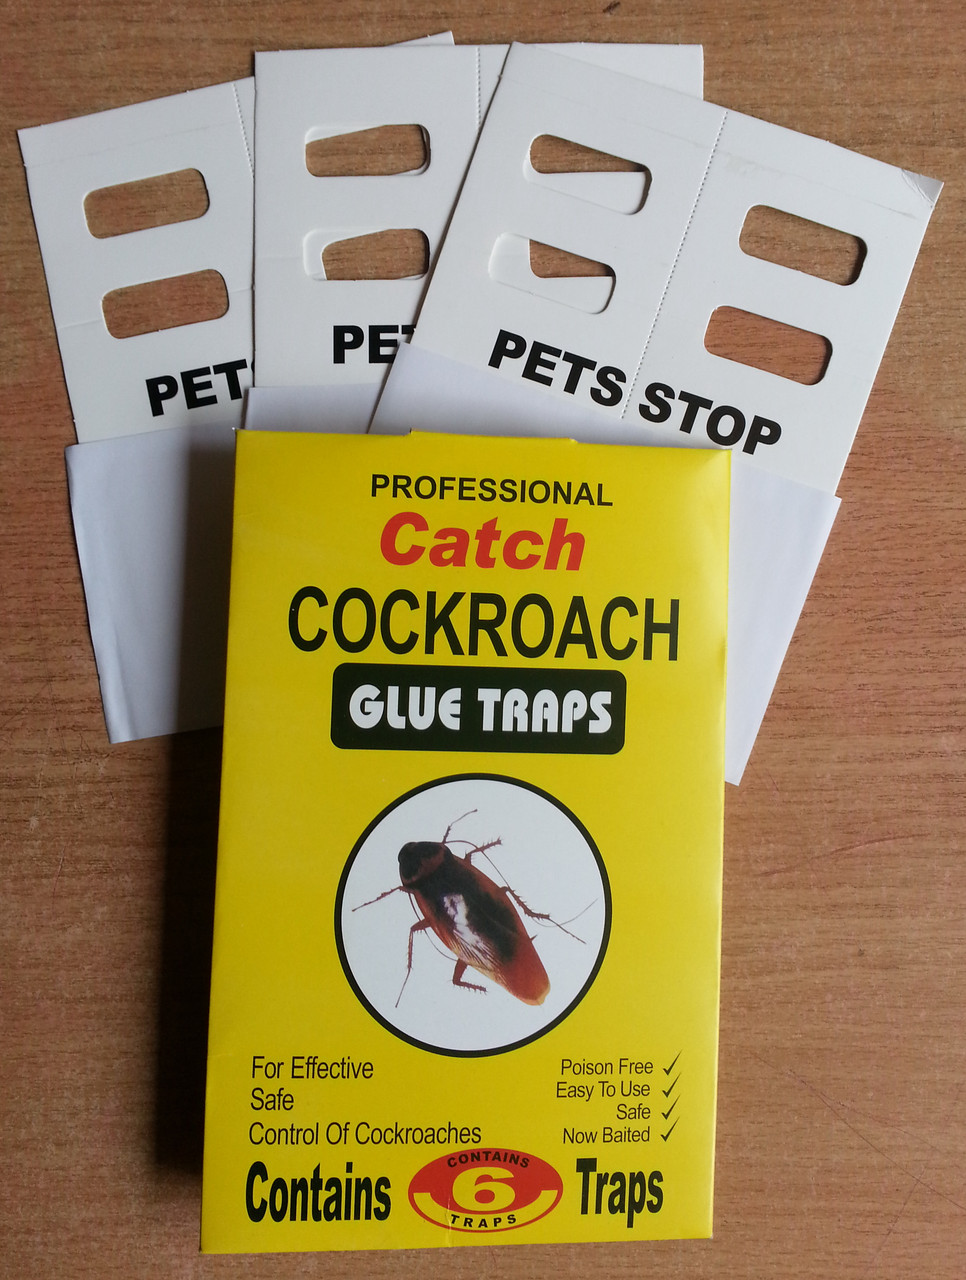 PETS
PE
PETS STOP
PROFESSIONAL
Catch
COCKROACH
GLUE TRAPS
For Effective
Safe
Control Of Cockroaches
Poison Free ✓
Easy To Use ✓
Safe ✓
Now Baited ✓
Contains
CONTAINS
6
TRAPS
Traps